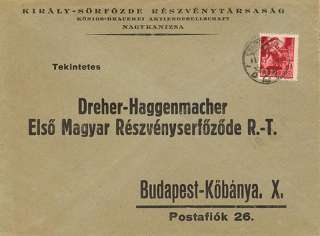 KIRÁLY-SÖRFŐZDE RÉSZVÉNYTÁRSASÁG
KÖNIGS-BRAUEREI AKTIENGESELLSCHAFT
NAGYKANIZSA
Tekintetes
Dreher-Haggenmacher
Első Magyar Részvényserfőződe R.-T.
Budapest-Kőbánya. X.
Postafiók 26.